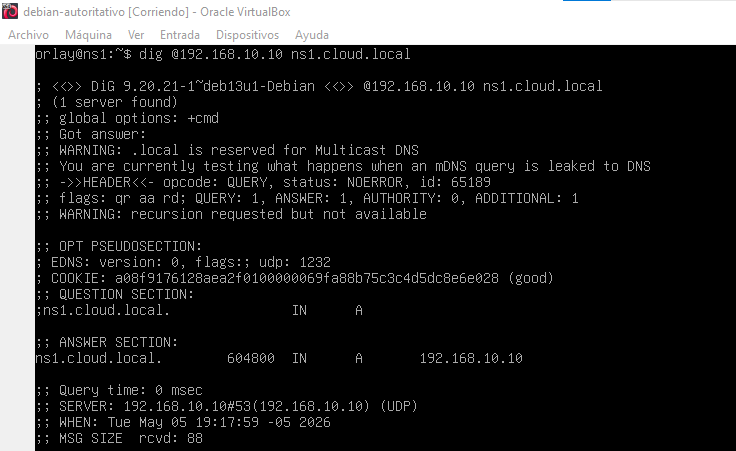 debian-autoritativo [Corriendo] - Oracle VirtualBox
Archivo Máquina Ver Entrada Dispositivos Ayuda
orlay@ns1:~$ dig @192.168.10.10 ns1.cloud.local
; <<>> DiG 9.20.21-1~deb13u1-Debian <<>> @192.168.10.10 ns1.cloud.local
; (1 server found)
;; global options: +cmd
;; Got answer:
;; WARNING: .local is reserved for Multicast DNS
;; You are currently testing what happens when an mDNS query is leaked to DNS
;; ->>HEADER<<- opcode: QUERY, status: NOERROR, id: 65189
;; flags: qr aa rd; QUERY: 1, ANSWER: 1, AUTHORITY: 0, ADDITIONAL: 1
;; WARNING: recursion requested but not available
;; OPT PSEUDOSECTION:
; EDNS: version: 0, flags:; udp: 1232
; COOKIE: a08f9176128aea2f0100000069fa88b75c3c4d5dc8e6e028 (good)
;; QUESTION SECTION:
;ns1.cloud.local. IN A
;; ANSWER SECTION:
ns1.cloud.local. 604800 IN A 192.168.10.10
;; Query time: 0 msec
;; SERVER: 192.168.10.10#53(192.168.10.10) (UDP)
;; WHEN: Tue May 05 19:17:59 -05 2026
;; MSG SIZE rcvd: 88